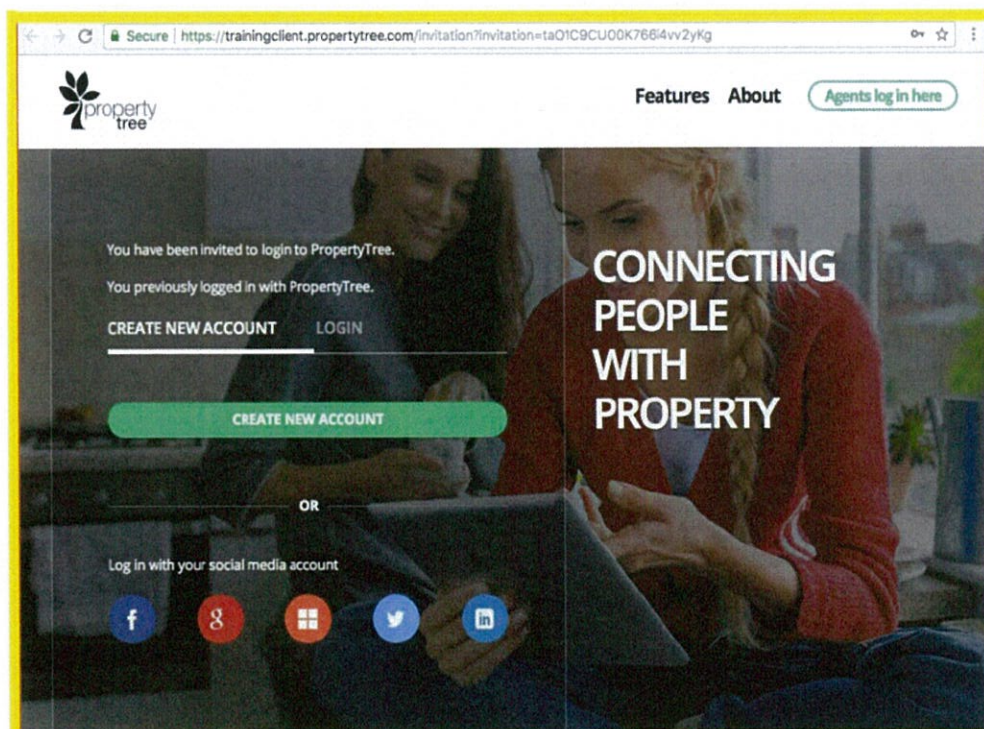 Secure | https://trainingclient.propertytree.com/invitation?invitation=taO1C9CU00K766i4vv2yKg
property
tree
Features About Agents log in here
You have been invited to login to PropertyTree.
You previously logged in with PropertyTree.
CREATE NEW ACCOUNT LOGIN
CREATE NEW ACCOUNT
OR
Log in with your social media account
f g in
CONNECTING
PEOPLE
WITH
PROPERTY